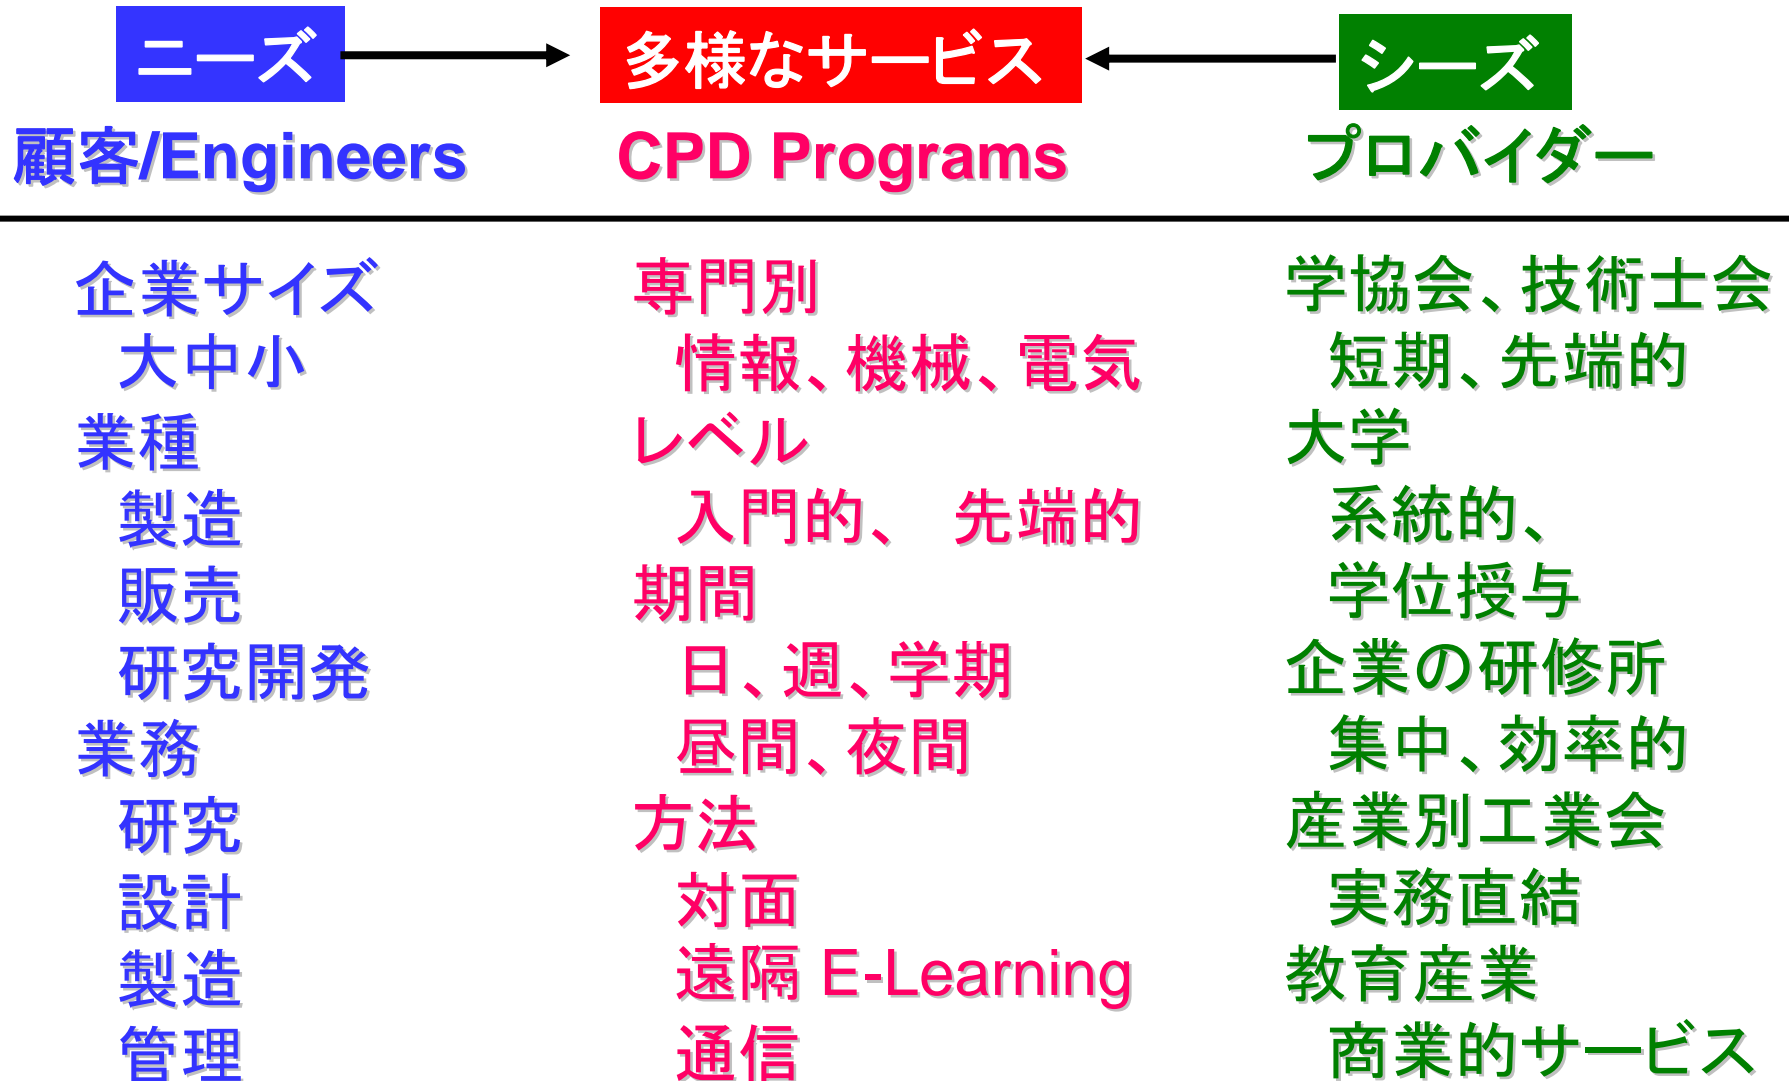 ニーズ
多様なサービス
シーズ
顧客/Engineers
CPD Programs
プロバイダー
企業サイズ
大中小
業種
製造
販売
研究開発
業務
研究
設計
製造
管理
専門別
情報、機械、電気
レベル
入門的、 先端的
期間
日、週、学期
昼間、夜間
方法
対面
遠隔 E-Learning
通信
学協会、技術士会
短期、先端的
大学
系統的、
学位授与
企業の研修所
集中、効率的
産業別工業会
実務直結
教育産業
商業的サービス